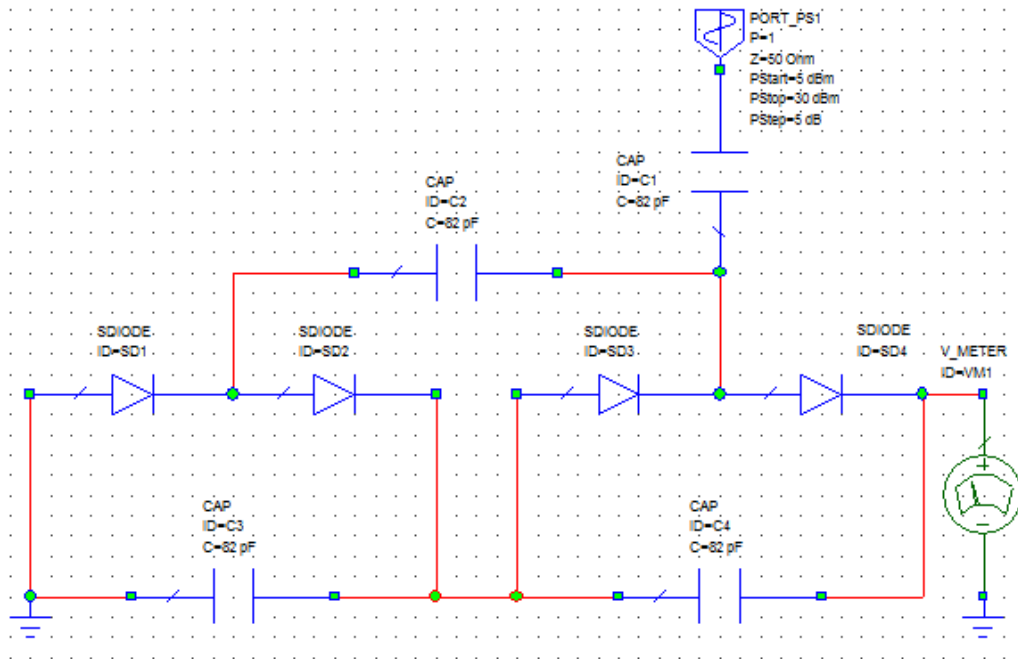 PORT_PS1
P=1
Z=50 Ohm
PStart=5 dBm
PStop=30 dBm
PStep=5 dB
CAP
ID=C1
C=82 pF
CAP
ID=C2
C=82 pF
SDIODE
ID=SD1
SDIODE
ID=SD2
SDIODE
ID=SD3
SDIODE
ID=SD4
V_METER
ID=VM1
CAP
ID=C3
C=82 pF
CAP
ID=C4
C=82 pF